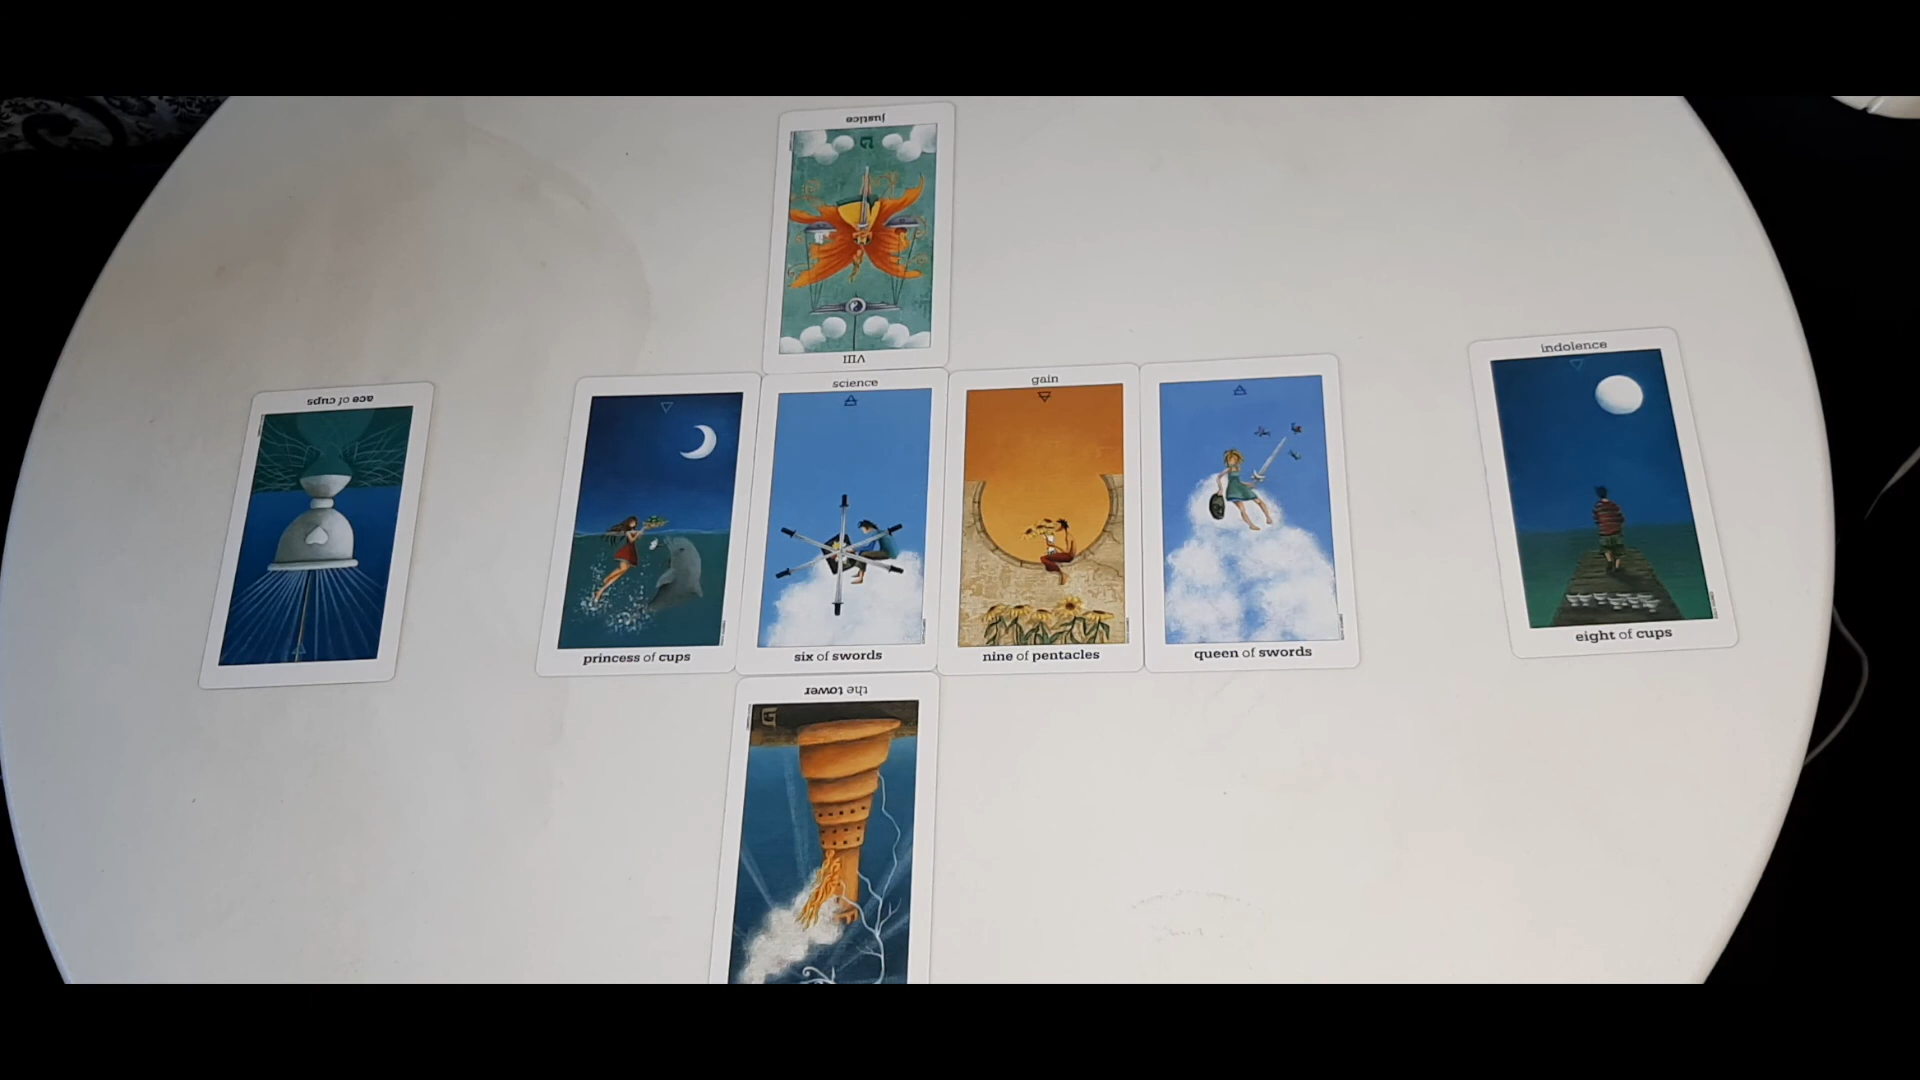 justice
VIII
ace of cups
princess of cups
science
six of swords
gain
nine of pentacles
queen of swords
indolence
eight of cups
the tower